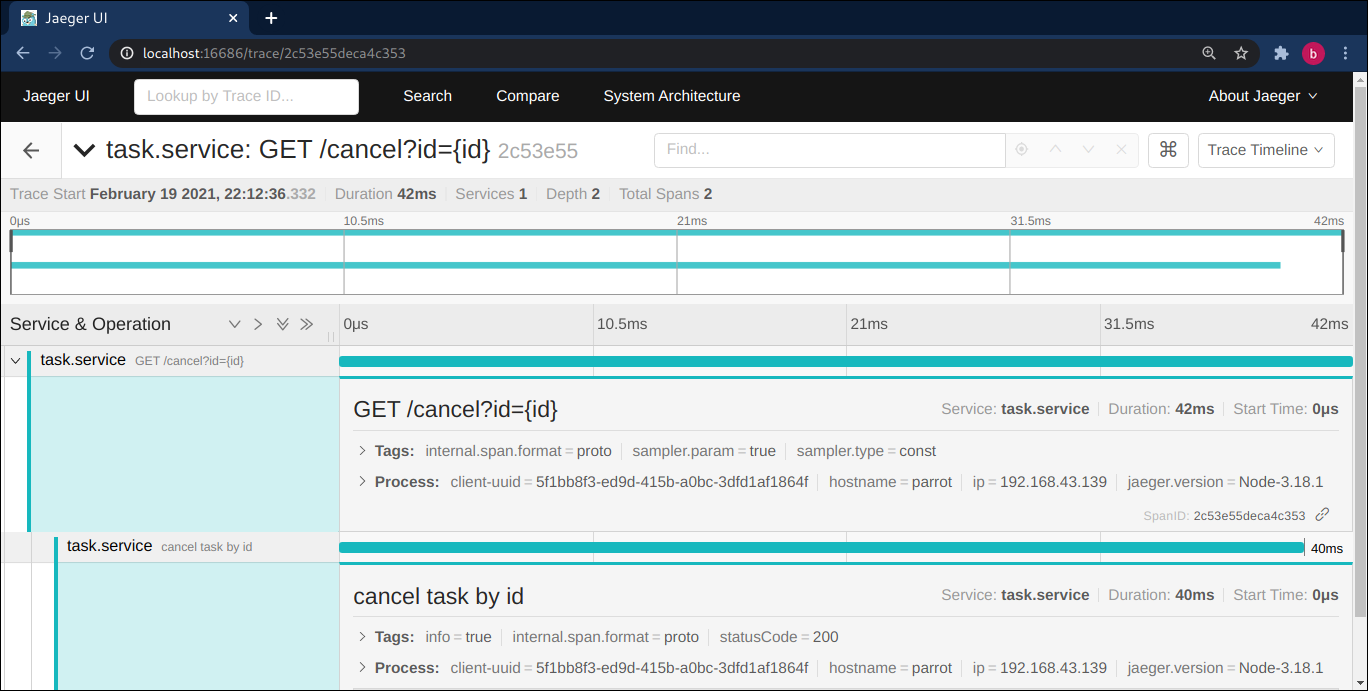 Jaeger UI
localhost:16686/trace/2c53e55deca4c353
b
Jaeger UI Lookup by Trace ID... Search Compare System Architecture About Jaeger
task.service: GET /cancel?id={id} 2c53e55 Find... ⌘ Trace Timeline
Trace Start February 19 2021, 22:12:36.332 Duration 42ms Services 1 Depth 2 Total Spans 2
0μs 10.5ms 21ms 31.5ms 42ms
Service & Operation 0μs 10.5ms 21ms 31.5ms 42ms
task.service GET /cancel?id={id}
GET /cancel?id={id} Service: task.service Duration: 42ms Start Time: 0μs
Tags: internal.span.format = proto sampler.param = true sampler.type = const
Process: client-uuid = 5f1bb8f3-ed9d-415b-a0bc-3dfd1af1864f hostname = parrot ip = 192.168.43.139 jaeger.version = Node-3.18.1
SpanID: 2c53e55deca4c353
task.service cancel task by id 40ms
cancel task by id Service: task.service Duration: 40ms Start Time: 0μs
Tags: info = true internal.span.format = proto statusCode = 200
Process: client-uuid = 5f1bb8f3-ed9d-415b-a0bc-3dfd1af1864f hostname = parrot ip = 192.168.43.139 jaeger.version = Node-3.18.1